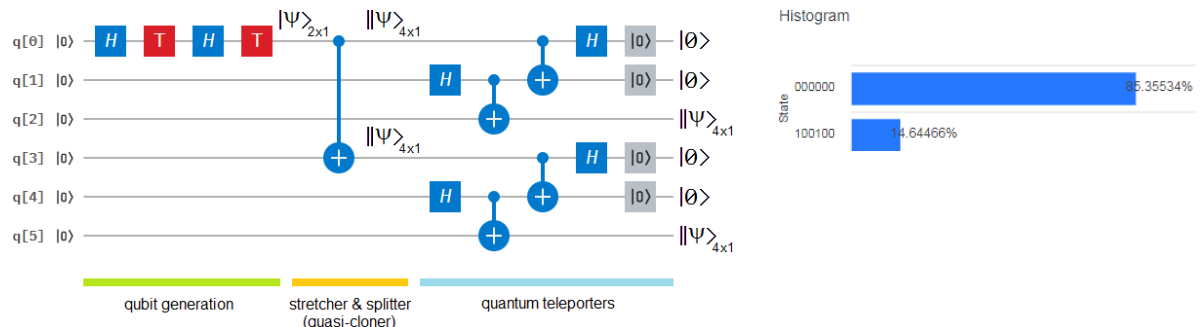 |Ψ⟩2x1 ‖Ψ⟩4x1
q[0] |0⟩ H T H T H |0⟩ |0⟩
q[1] |0⟩ H |0⟩ |0⟩
q[2] |0⟩ ‖Ψ⟩4x1
‖Ψ⟩4x1
q[3] |0⟩ H |0⟩ |0⟩
q[4] |0⟩ H |0⟩ |0⟩
q[5] |0⟩ ‖Ψ⟩4x1
qubit generation
stretcher & splitter
(quasi-cloner)
quantum teleporters
Histogram
State
000000 85.35534%
100100 14.64466%